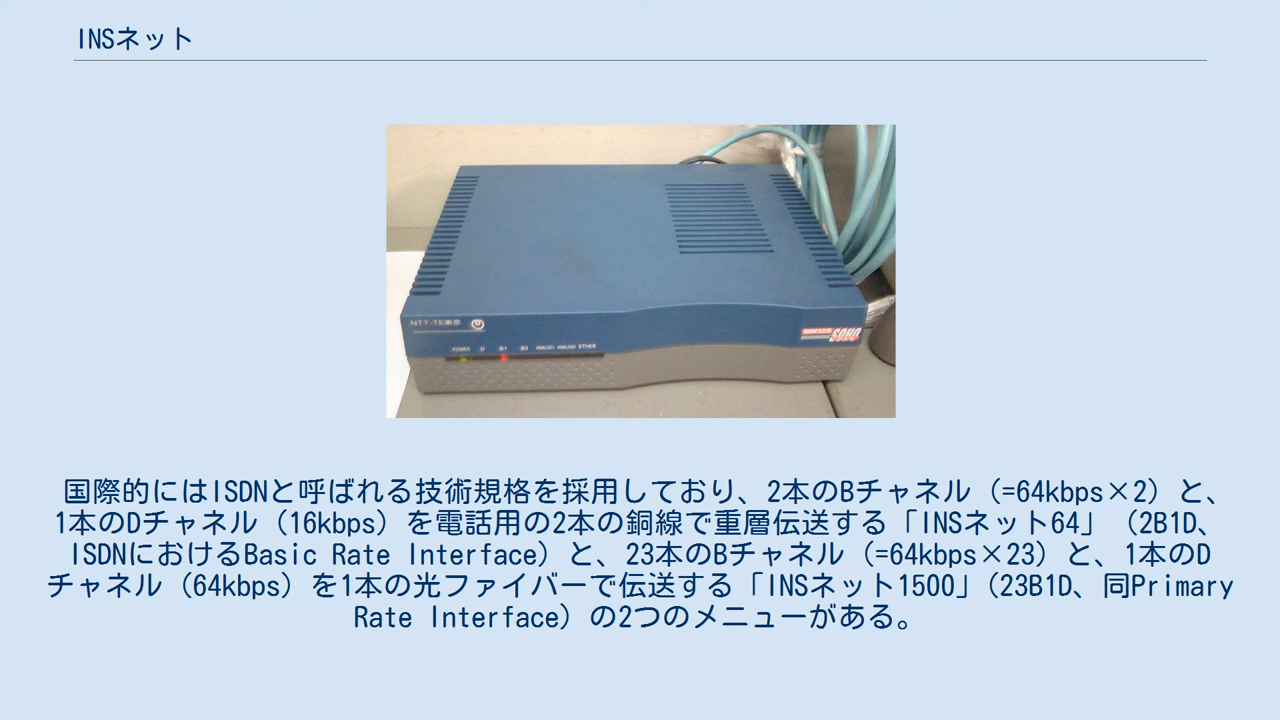 INSネット
NTT-TE東京
POWER D B1 B2 ANALOG1 ANALOG2 ETHER
SOHO
国際的にはISDNと呼ばれる技術規格を採用しており、2本のBチャネル（=64kbps×2）と、
1本のDチャネル（16kbps）を電話用の2本の銅線で重層伝送する「INSネット64」（2B1D、
ISDNにおけるBasic Rate Interface）と、23本のBチャネル（=64kbps×23）と、1本のD
チャネル（64kbps）を1本の光ファイバーで伝送する「INSネット1500」（23B1D、同Primary
Rate Interface）の2つのメニューがある。